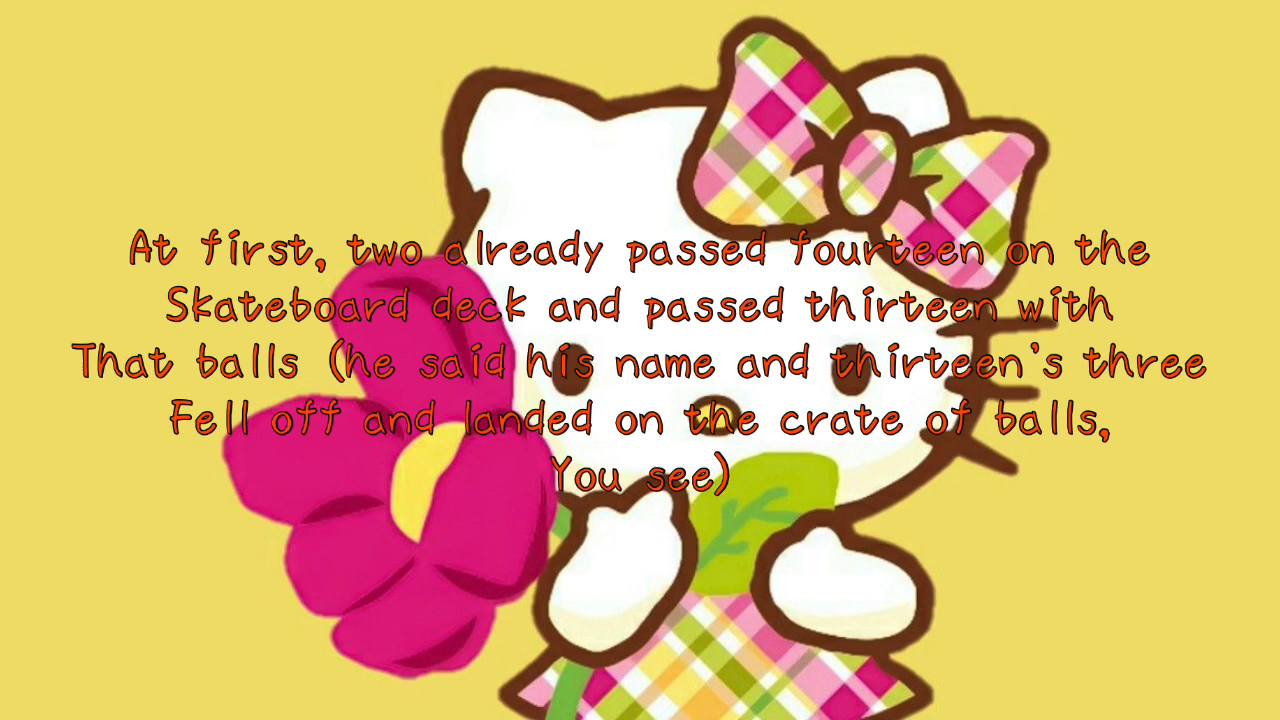 At first, two already passed fourteen on the
Skateboard deck and passed thirteen with
That balls (he said his name and thirteen's three
Fell off and landed on the crate of balls,
You see)